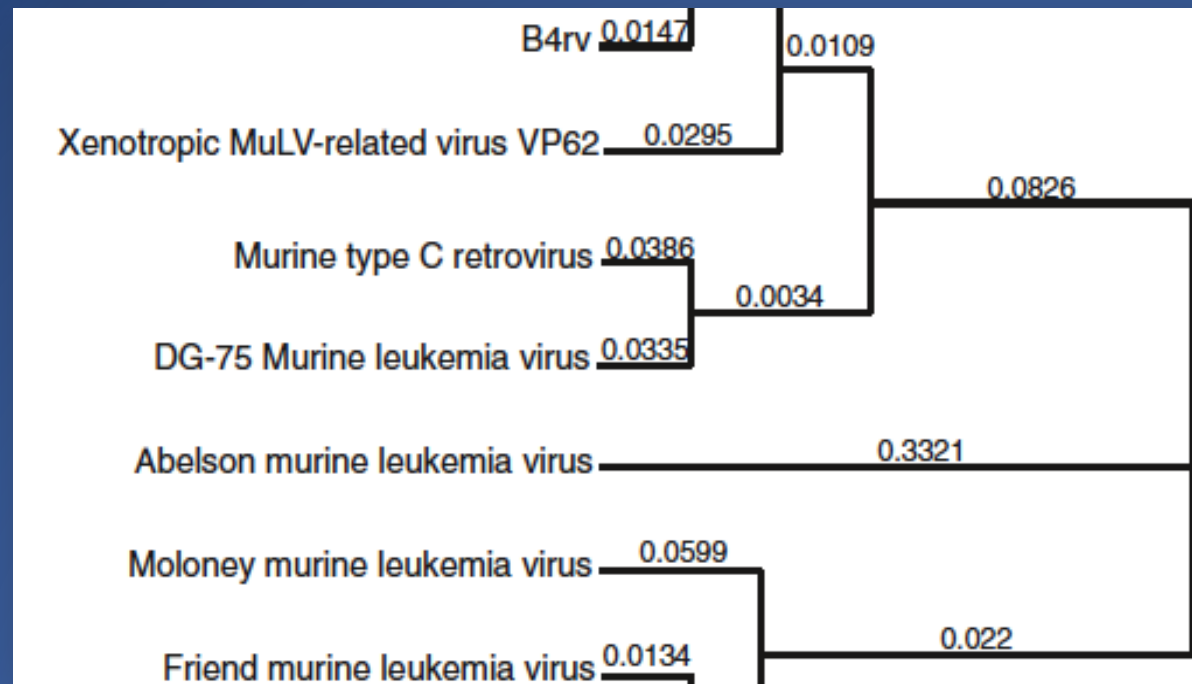 B4rv 0.0147
0.0109
Xenotropic MuLV-related virus VP62 0.0295
0.0826
Murine type C retrovirus 0.0386
0.0034
DG-75 Murine leukemia virus 0.0335
Abelson murine leukemia virus 0.3321
Moloney murine leukemia virus 0.0599
0.022
Friend murine leukemia virus 0.0134